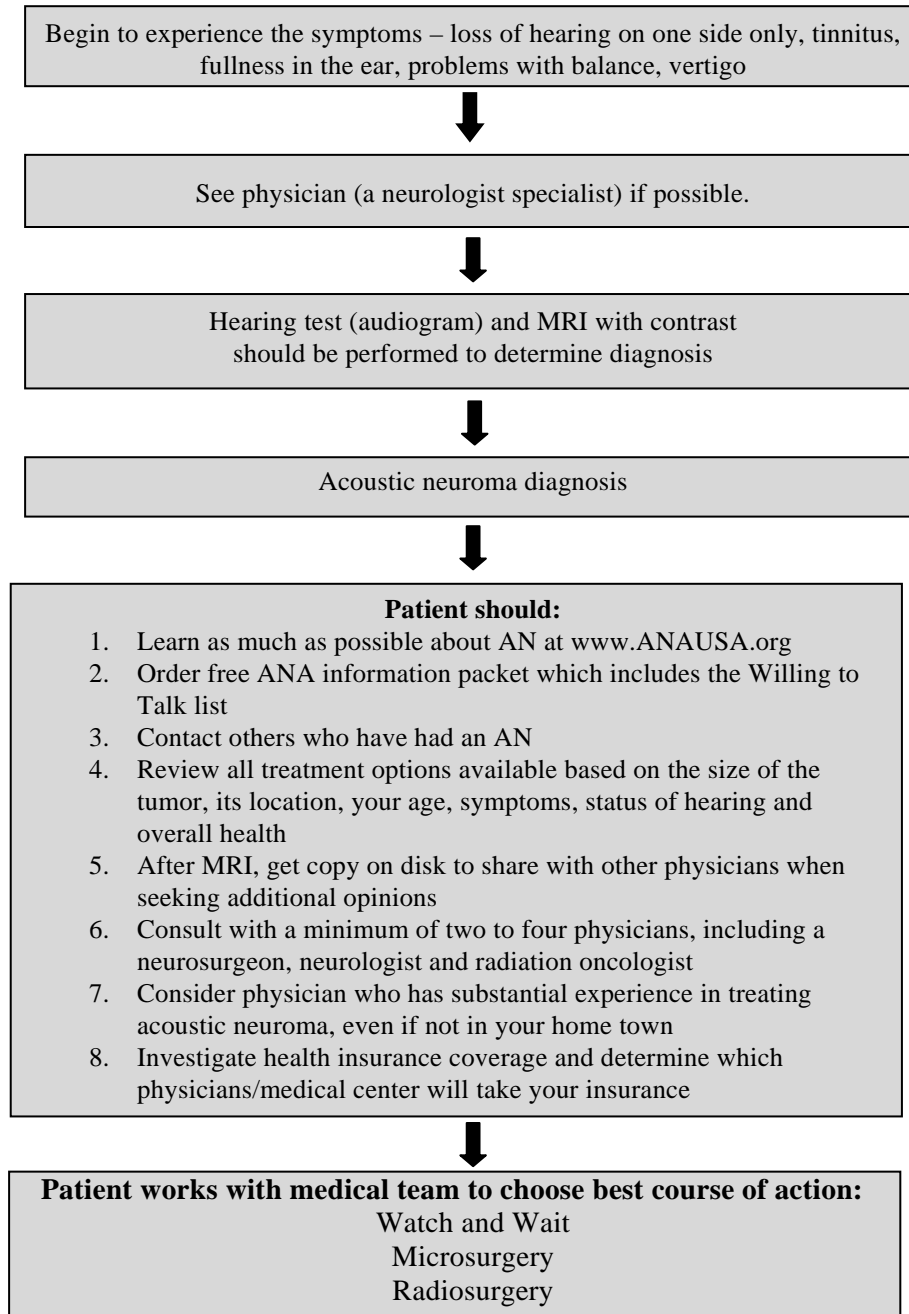 Begin to experience the symptoms – loss of hearing on one side only, tinnitus,
fullness in the ear, problems with balance, vertigo
See physician (a neurologist specialist) if possible.
Hearing test (audiogram) and MRI with contrast
should be performed to determine diagnosis
Acoustic neuroma diagnosis
Patient should:
1. Learn as much as possible about AN at www.ANAUSA.org
2. Order free ANA information packet which includes the Willing to
Talk list
3. Contact others who have had an AN
4. Review all treatment options available based on the size of the
tumor, its location, your age, symptoms, status of hearing and
overall health
5. After MRI, get copy on disk to share with other physicians when
seeking additional opinions
6. Consult with a minimum of two to four physicians, including a
neurosurgeon, neurologist and radiation oncologist
7. Consider physician who has substantial experience in treating
acoustic neuroma, even if not in your home town
8. Investigate health insurance coverage and determine which
physicians/medical center will take your insurance
Patient works with medical team to choose best course of action:
Watch and Wait
Microsurgery
Radiosurgery